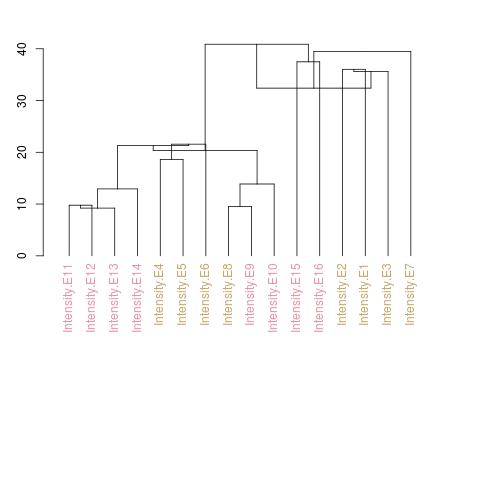 40
30
20
10
0
Intensity.E11
Intensity.E12
Intensity.E13
Intensity.E14
Intensity.E4
Intensity.E5
Intensity.E6
Intensity.E8
Intensity.E9
Intensity.E10
Intensity.E15
Intensity.E16
Intensity.E2
Intensity.E1
Intensity.E3
Intensity.E7